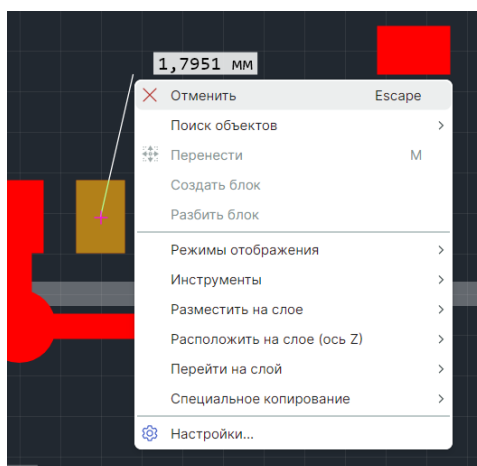 1,7951 мм
Отменить Escape
Поиск объектов
Перенести M
Создать блок
Разбить блок
Режимы отображения
Инструменты
Разместить на слое
Расположить на слое (ось Z)
Перейти на слой
Специальное копирование
Настройки...